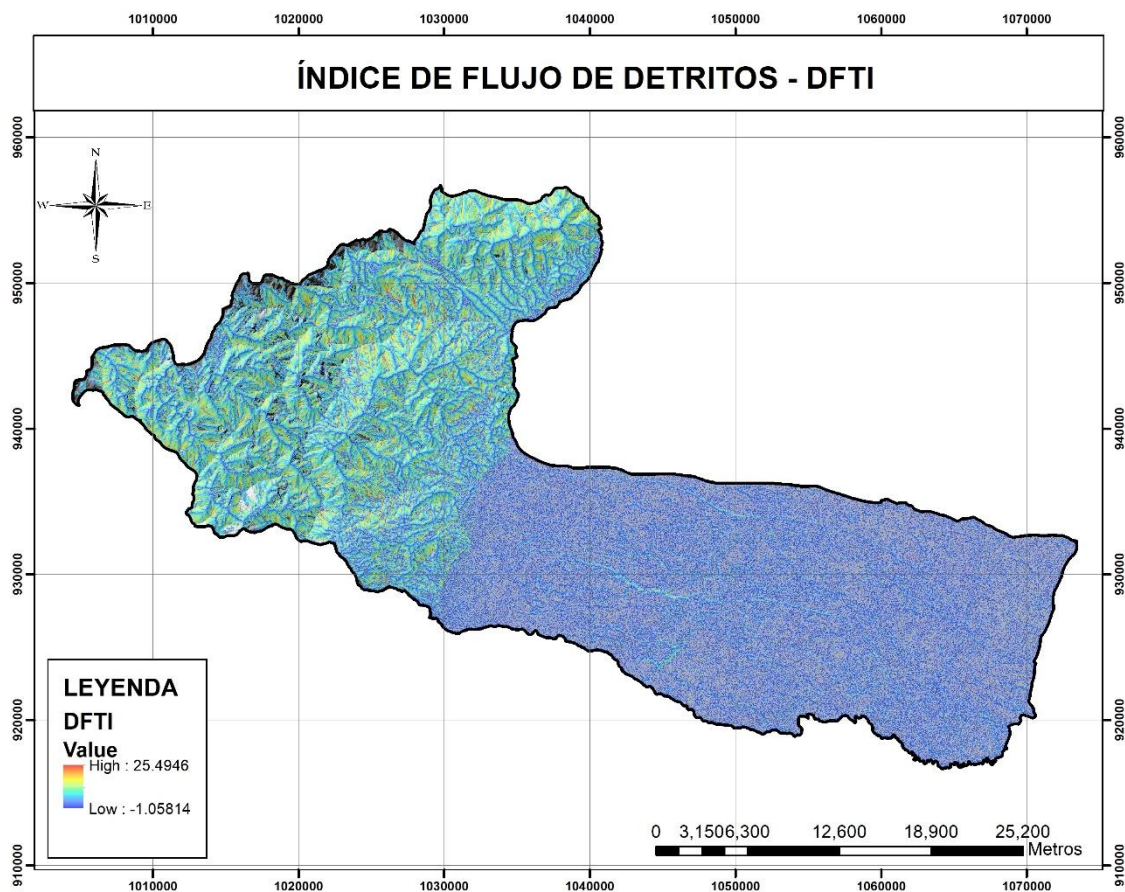 1010000 1020000 1030000 1040000 1050000 1060000 1070000
ÍNDICE DE FLUJO DE DETRITOS - DFTI
960000 960000
N
W E
S
950000 950000
940000 940000
930000 930000
LEYENDA
DFTI
Value
High : 25.4946
Low : -1.05814
920000 920000
0 3,1506,300 12,600 18,900 25,200
Metros
910000 910000
1010000 1020000 1030000 1040000 1050000 1060000 1070000